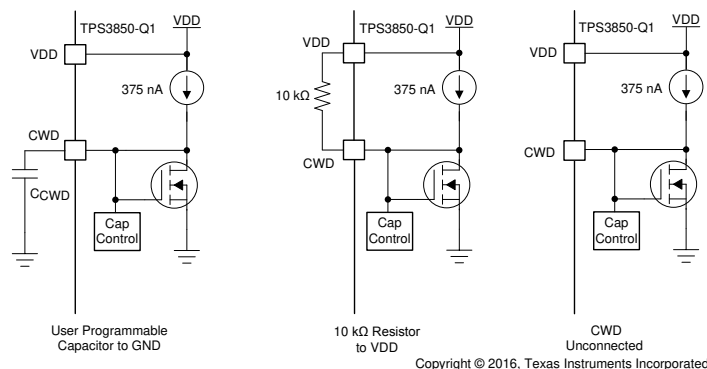 TPS3850-Q1
VDD
VDD
375 nA
CWD
CCWD
Cap
Control
User Programmable
Capacitor to GND
TPS3850-Q1
VDD
VDD
10 kΩ
375 nA
CWD
Cap
Control
10 kΩ Resistor
to VDD
TPS3850-Q1
VDD
VDD
375 nA
CWD
Cap
Control
CWD
Unconnected
Copyright © 2016, Texas Instruments Incorporated